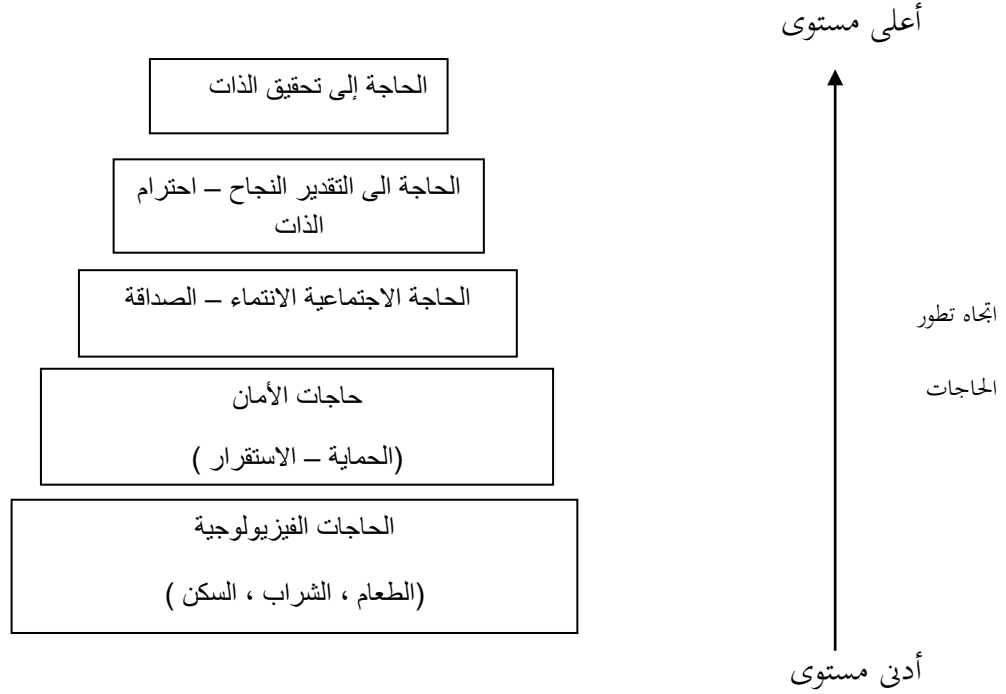 أعلى مستوى
الحاجة إلى تحقيق الذات
الحاجة الى التقدير النجاح – احترام
الذات
الحاجة الاجتماعية الانتماء – الصداقة
اتجاه تطور
الحاجات
حاجات الأمان
(الحماية – الاستقرار )
الحاجات الفيزيولوجية
(الطعام ، الشراب ، السكن )
أدنى مستوى